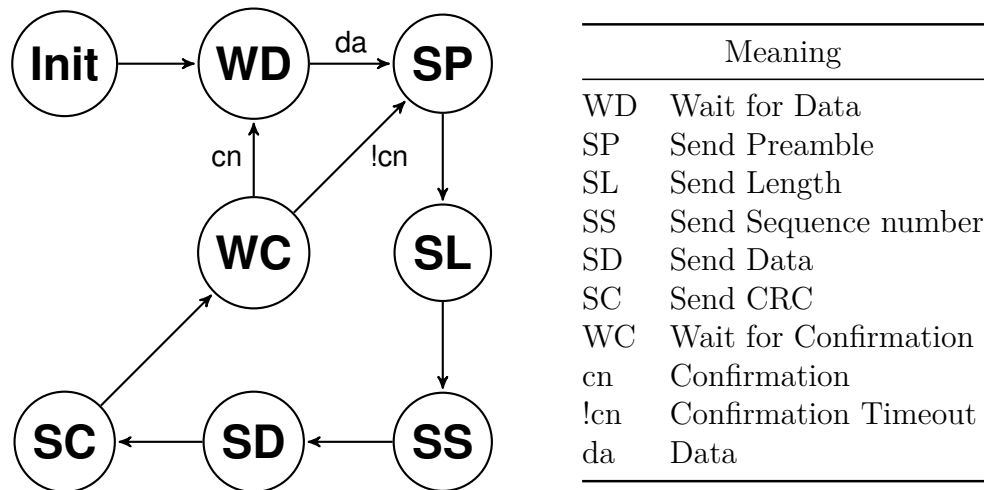 Init
WD
da
SP
cn
!cn
WC
SL
SC
SD
SS
Meaning
WD Wait for Data
SP Send Preamble
SL Send Length
SS Send Sequence number
SD Send Data
SC Send CRC
WC Wait for Confirmation
cn Confirmation
!cn Confirmation Timeout
da Data